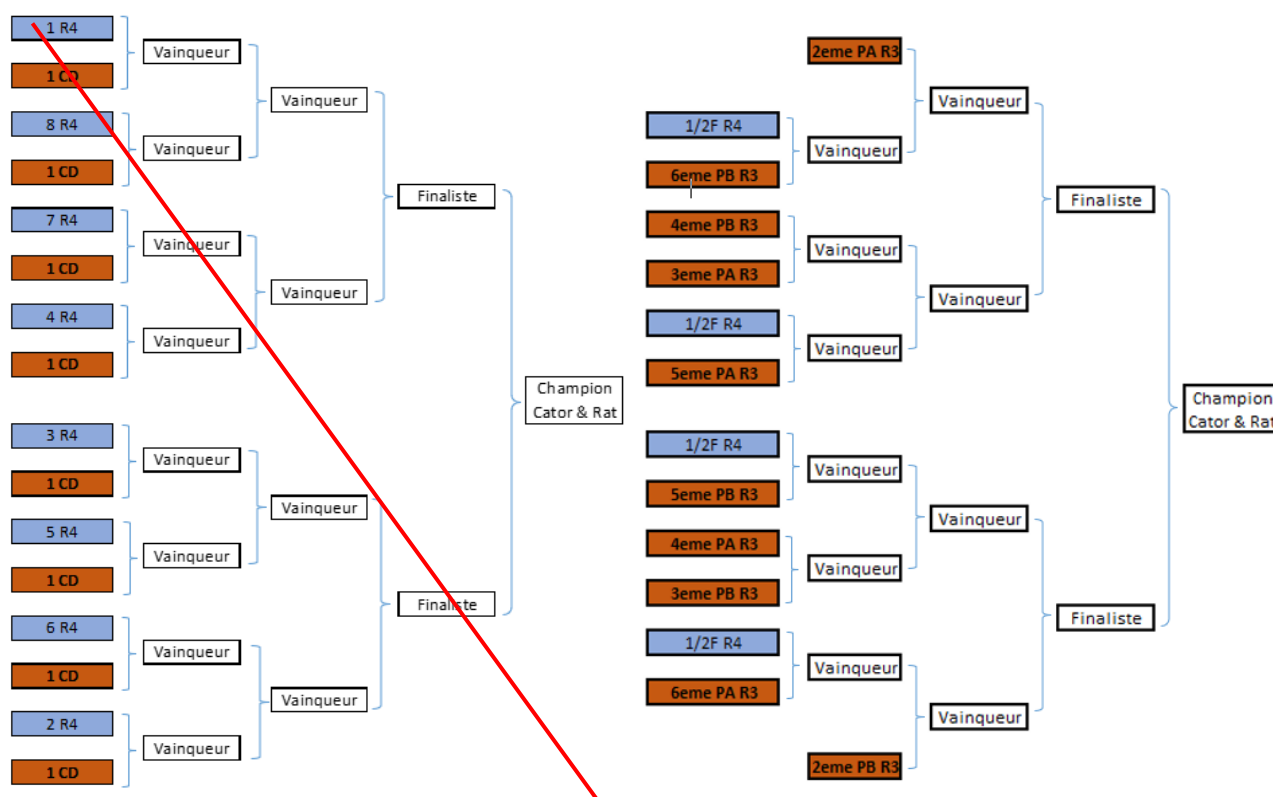 1 R4
1 CD
Vainqueur
8 R4
1 CD
Vainqueur
Vainqueur
7 R4
1 CD
Vainqueur
4 R4
1 CD
Vainqueur
Vainqueur
Finaliste
3 R4
1 CD
Vainqueur
5 R4
1 CD
Vainqueur
Vainqueur
6 R4
1 CD
Vainqueur
2 R4
1 CD
Vainqueur
Vainqueur
Finaliste
Champion
Cator & Rat
2eme PA R3
1/2F R4
6eme PB R3
Vainqueur
Vainqueur
4eme PB R3
3eme PA R3
Vainqueur
1/2F R4
5eme PA R3
Vainqueur
Vainqueur
Finaliste
1/2F R4
5eme PB R3
Vainqueur
4eme PA R3
3eme PB R3
Vainqueur
Vainqueur
1/2F R4
6eme PA R3
Vainqueur
2eme PB R3
Vainqueur
Finaliste
Champion
Cator & Rat